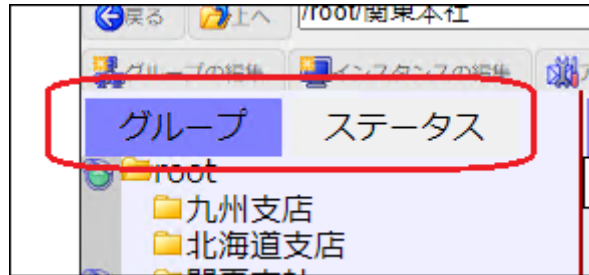 戻る 上へ /root/関東本社
グループの編集 インスタンスの編集 ア
グループ ステータス
root
九州支店
北海道支店